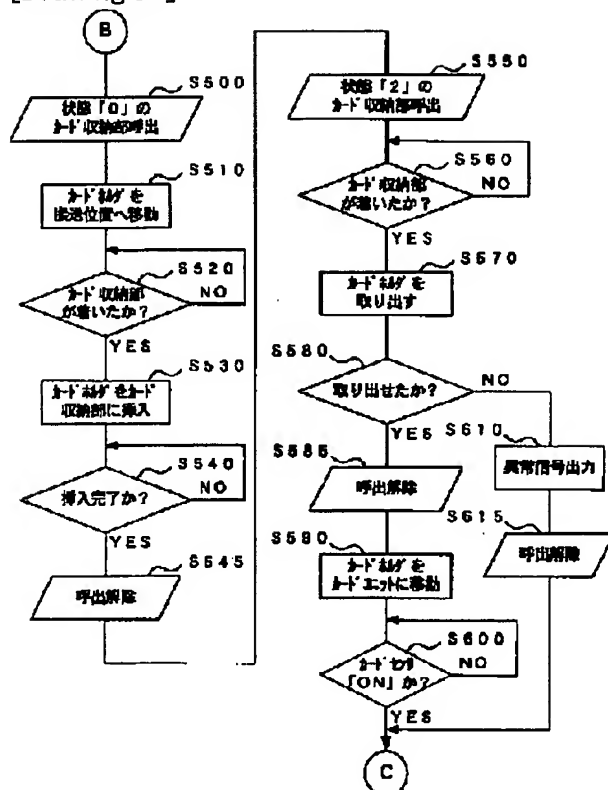 B
S500
状態「0」の
カード収納部呼出
S510
カードホルダを
接送位置へ移動
S520
カード収納部
が着いたか?
NO
YES
S530
カードホルダをカード
収納部に挿入
S540
挿入完了か?
NO
YES
S545
呼出解除
S550
状態「2」の
カード収納部呼出
S560
カード収納部
が着いたか?
NO
YES
S570
カードホルダを
取り出す
S580
取り出せたか?
NO
YES
S585
呼出解除
S590
カードホルダを
カードユニットに移動
S600
カードセンサ
「ON」か?
NO
YES
S610
異常信号出力
S615
呼出解除
C